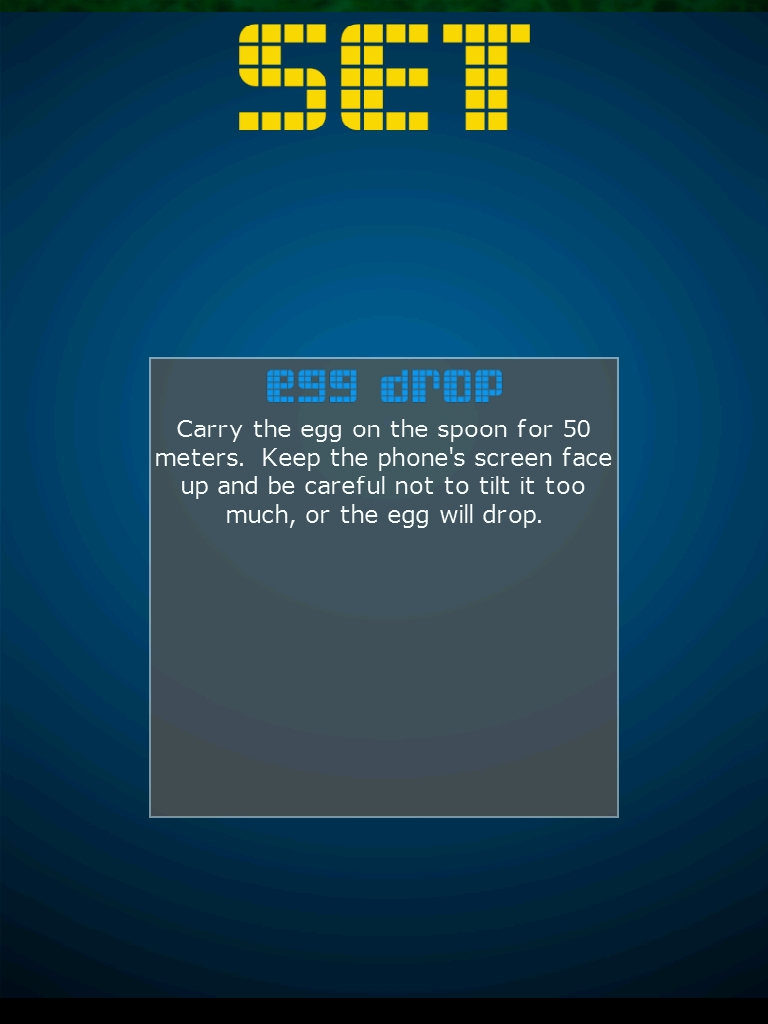 SET
egg drop
Carry the egg on the spoon for 50
meters.  Keep the phone's screen face
up and be careful not to tilt it too
much, or the egg will drop.